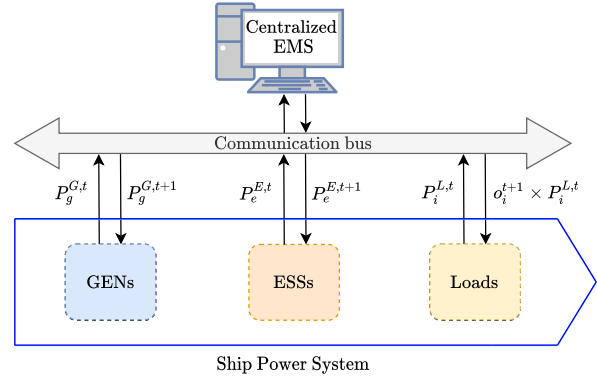 Centralized
EMS
Communication bus
$P_g^{G,t}$ $P_g^{G,t+1}$ $P_e^{E,t}$ $P_e^{E,t+1}$ $P_i^{L,t}$ $o_i^{t+1} \times P_i^{L,t}$
GENs ESSs Loads
Ship Power System